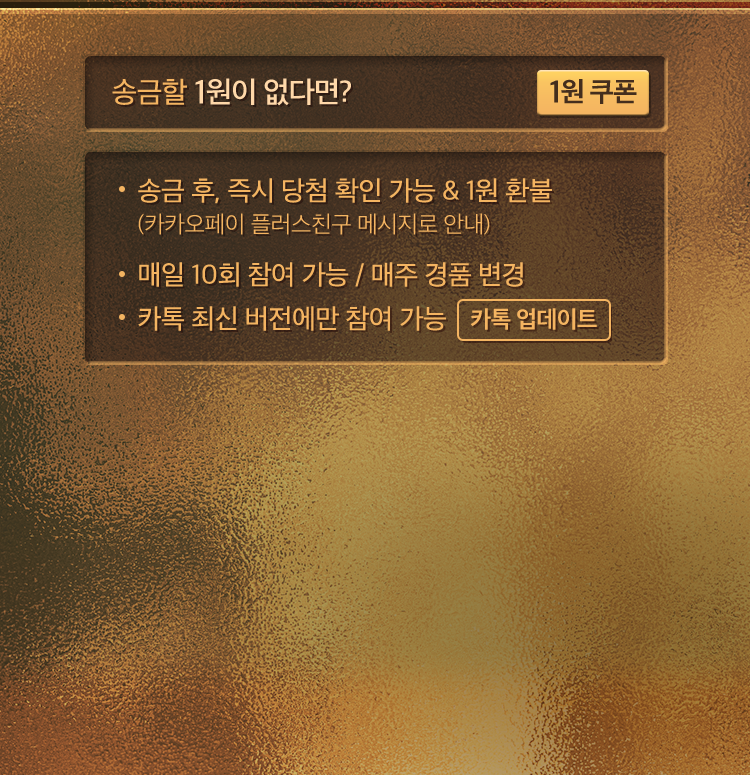 송금할 1원이 없다면? 1원 쿠폰
• 송금 후, 즉시 당첨 확인 가능 & 1원 환불
(카카오페이 플러스친구 메시지로 안내)
• 매일 10회 참여 가능 / 매주 경품 변경
• 카톡 최신 버전에만 참여 가능 카톡 업데이트